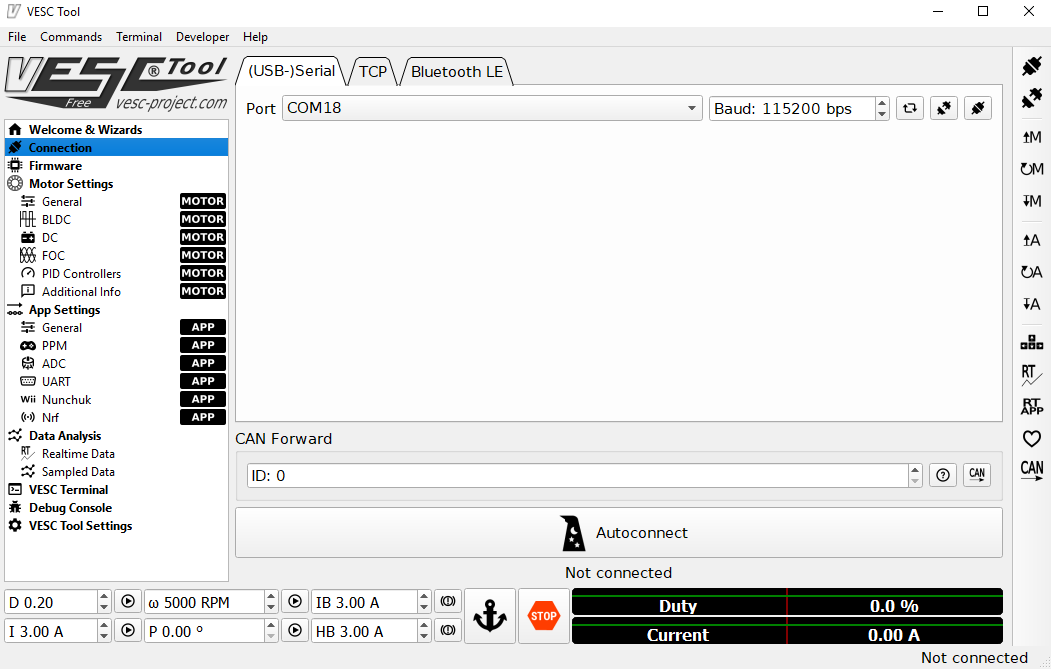 VESC Tool
File Commands Terminal Developer Help
VESC ® Tool
Free vesc-project.com
(USB-)Serial TCP Bluetooth LE
Port COM18 Baud: 115200 bps
Welcome & Wizards
Connection
Firmware
Motor Settings
General MOTOR
BLDC MOTOR
DC MOTOR
FOC MOTOR
PID Controllers MOTOR
Additional Info MOTOR
App Settings
General APP
PPM APP
ADC APP
UART APP
Wii Nunchuk APP
Nrf APP
Data Analysis
RT Realtime Data
Sampled Data
VESC Terminal
Debug Console
VESC Tool Settings
CAN Forward
ID: 0 CAN
Autoconnect
Not connected
M
M
M
A
A
A
RT
RT
APP
CAN
D 0.20 ω 5000 RPM IB 3.00 A
I 3.00 A P 0.00 º HB 3.00 A
STOP
Duty 0.0 %
Current 0.00 A
Not connected